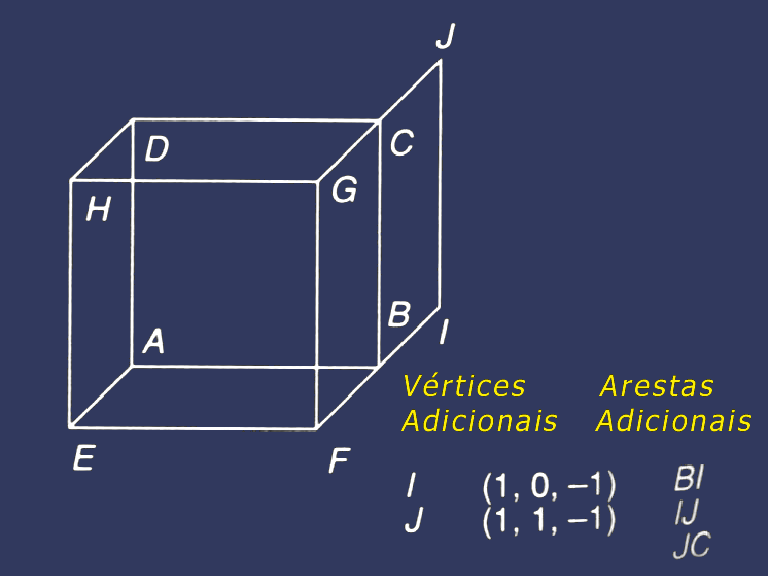 J
D
C
H
G
A
B
I
E
F
Vértices Adicionais
Arestas Adicionais
I (1, 0, –1) BI
J (1, 1, –1) IJ
JC